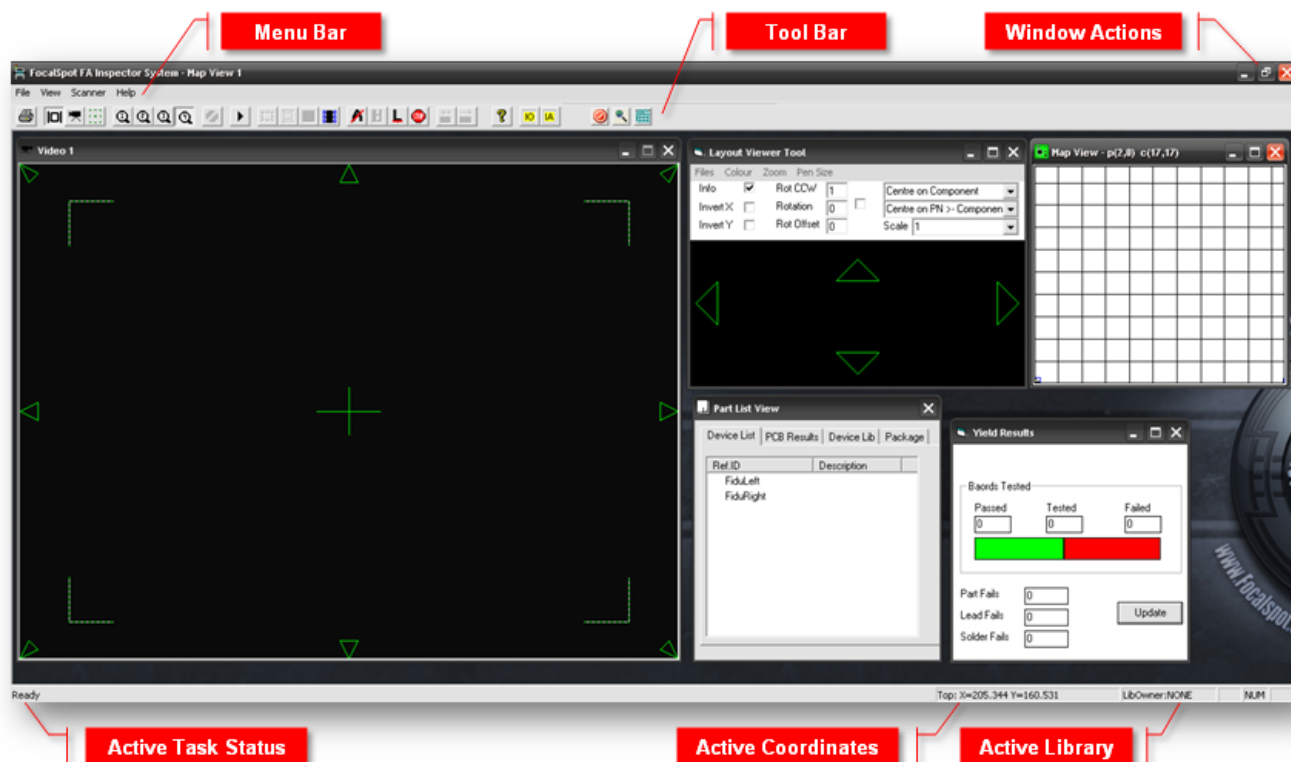 Menu Bar
Tool Bar
Window Actions
FocalSpot FA Inspector System - Map View 1
File View Scanner Help
IO IA
Video 1
Layout Viewer Tool
Files Colour Zoom Pen Size
Info Rot CCW 1 Centre on Component
Invert X Rotation 0 Centre on PN >- Componen
Invert Y Rot Offset 0 Scale 1
Map View - p(2,0) c(17,17)
Part List View
Device List PCB Results Device Lib Package
Ref.ID Description
FiduLeft
FiduRight
Yield Results
Baords Tested
Passed Tested Failed
0 0 0
Part Fails 0
Lead Fails 0
Solder Fails 0
Update
www.Focalspot.
Ready
Top: X=205.344 Y=160.531
LibOwner:NONE
NUM
Active Task Status
Active Coordinates
Active Library